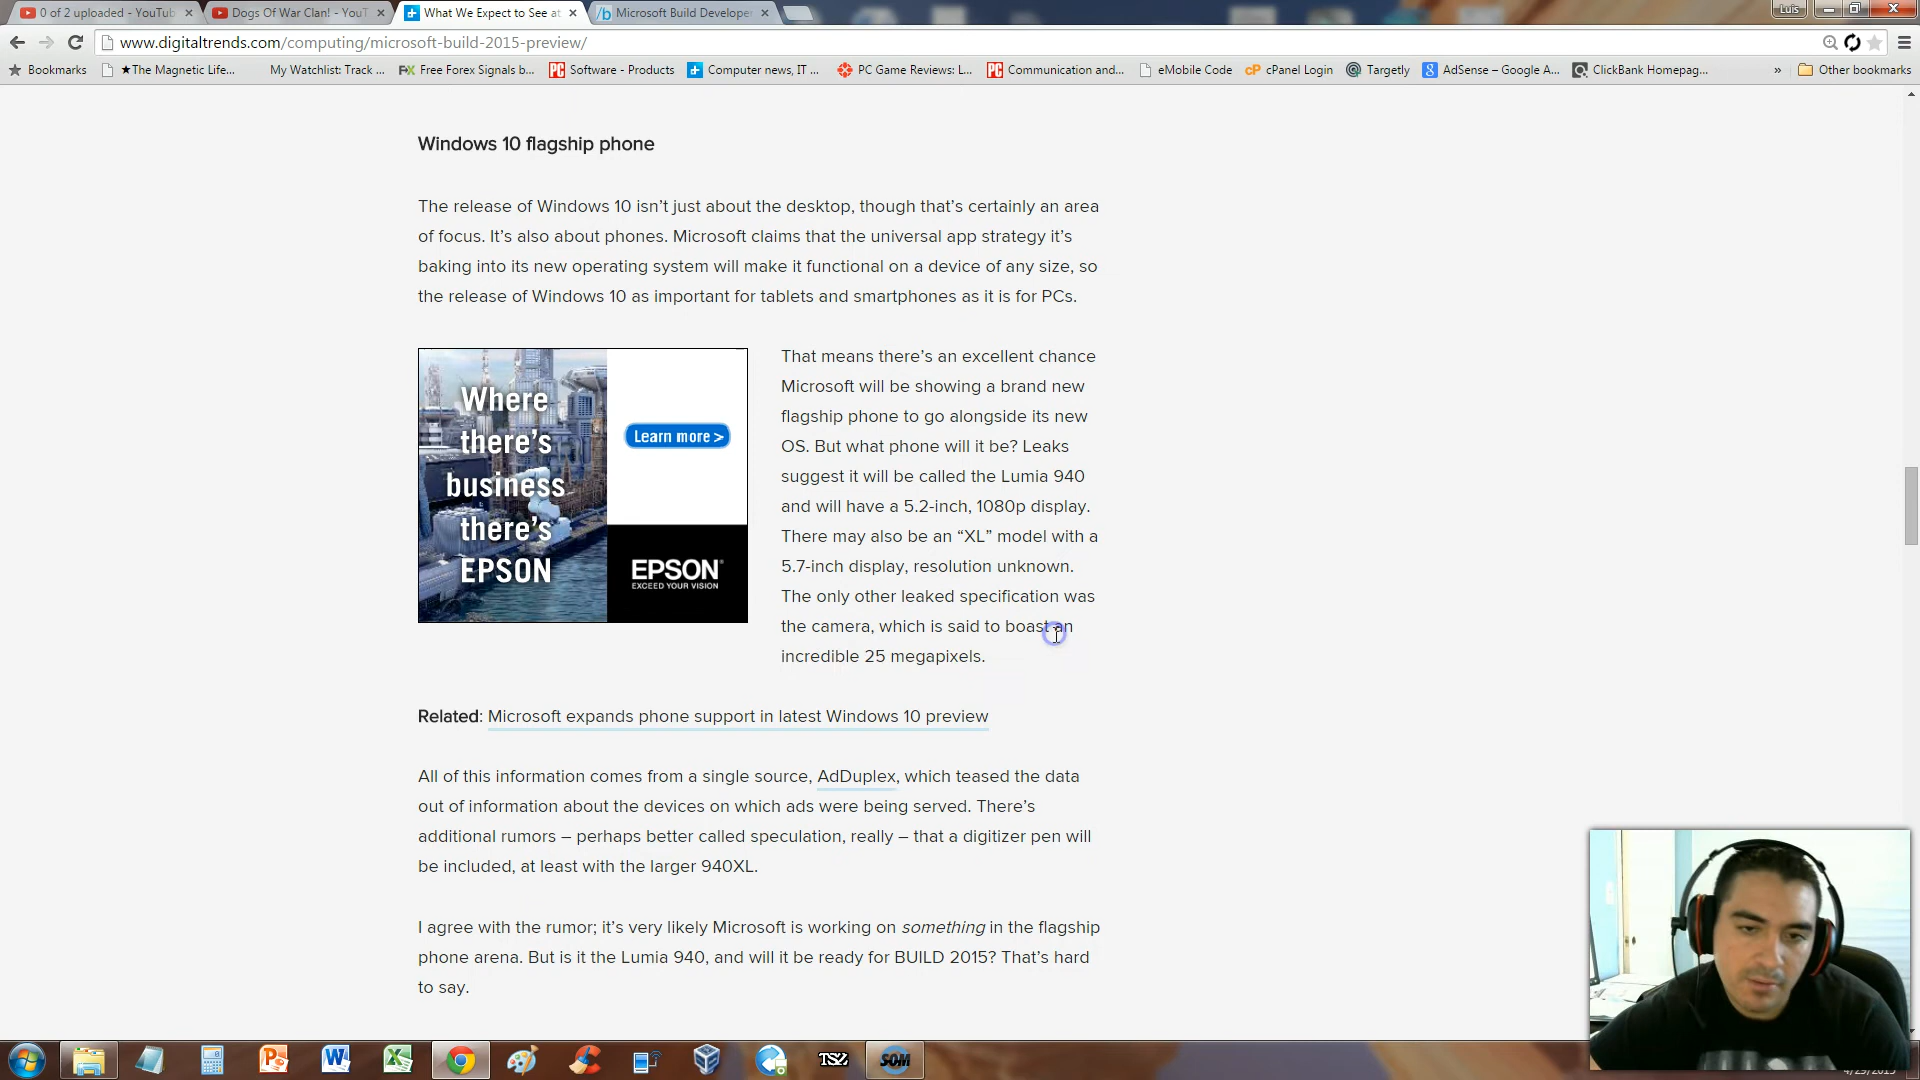 0 of 2 uploaded - YouTub
Dogs Of War Clan! - YouT
What We Expect to See at
Microsoft Build Develope
Luis
www.digitaltrends.com/computing/microsoft-build-2015-preview/
Bookmarks
★The Magnetic Life...
My Watchlist: Track ...
Free Forex Signals b...
Software - Products
Computer news, IT ...
PC Game Reviews: L...
Communication and...
eMobile Code
cPanel Login
Targetly
AdSense – Google A...
ClickBank Homepag...
»
Other bookmarks
Windows 10 flagship phone
The release of Windows 10 isn't just about the desktop, though that's certainly an area
of focus. It's also about phones. Microsoft claims that the universal app strategy it's
baking into its new operating system will make it functional on a device of any size, so
the release of Windows 10 as important for tablets and smartphones as it is for PCs.
Where
there's
business
there's
EPSON
Learn more >
EPSON®
EXCEED YOUR VISION
That means there's an excellent chance
Microsoft will be showing a brand new
flagship phone to go alongside its new
OS. But what phone will it be? Leaks
suggest it will be called the Lumia 940
and will have a 5.2-inch, 1080p display.
There may also be an “XL” model with a
5.7-inch display, resolution unknown.
The only other leaked specification was
the camera, which is said to boast an
incredible 25 megapixels.
Related: Microsoft expands phone support in latest Windows 10 preview
All of this information comes from a single source, AdDuplex, which teased the data
out of information about the devices on which ads were being served. There's
additional rumors – perhaps better called speculation, really – that a digitizer pen will
be included, at least with the larger 940XL.
I agree with the rumor; it's very likely Microsoft is working on something in the flagship
phone arena. But is it the Lumia 940, and will it be ready for BUILD 2015? That's hard
to say.
TS2
SOM
4/29/2015